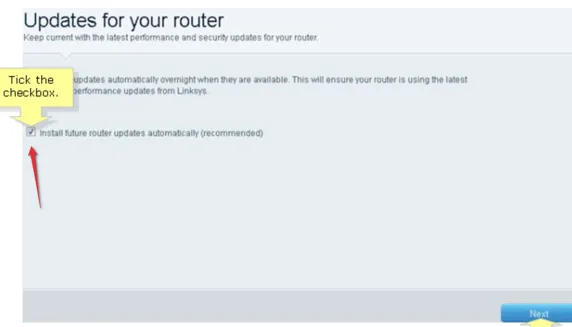 Updates for your router
Keep current with the latest performance and security updates for your router.
Tick the
checkbox.
updates automatically overnight when they are available. This will ensure your router is using the latest
performance updates from Linksys.
Install future router updates automatically (recommended)
Next